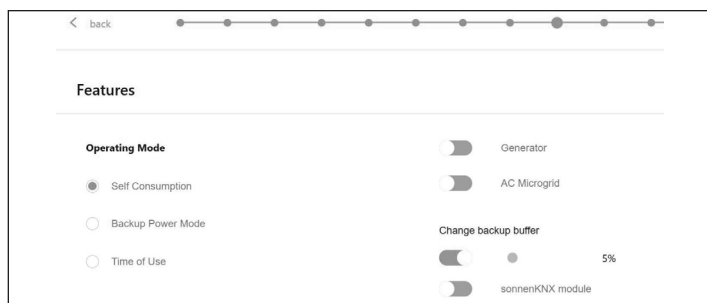 back
Features
Operating Mode
Self Consumption
Backup Power Mode
Time of Use
Generator
AC Microgrid
Change backup buffer
5%
sonnenKNX module